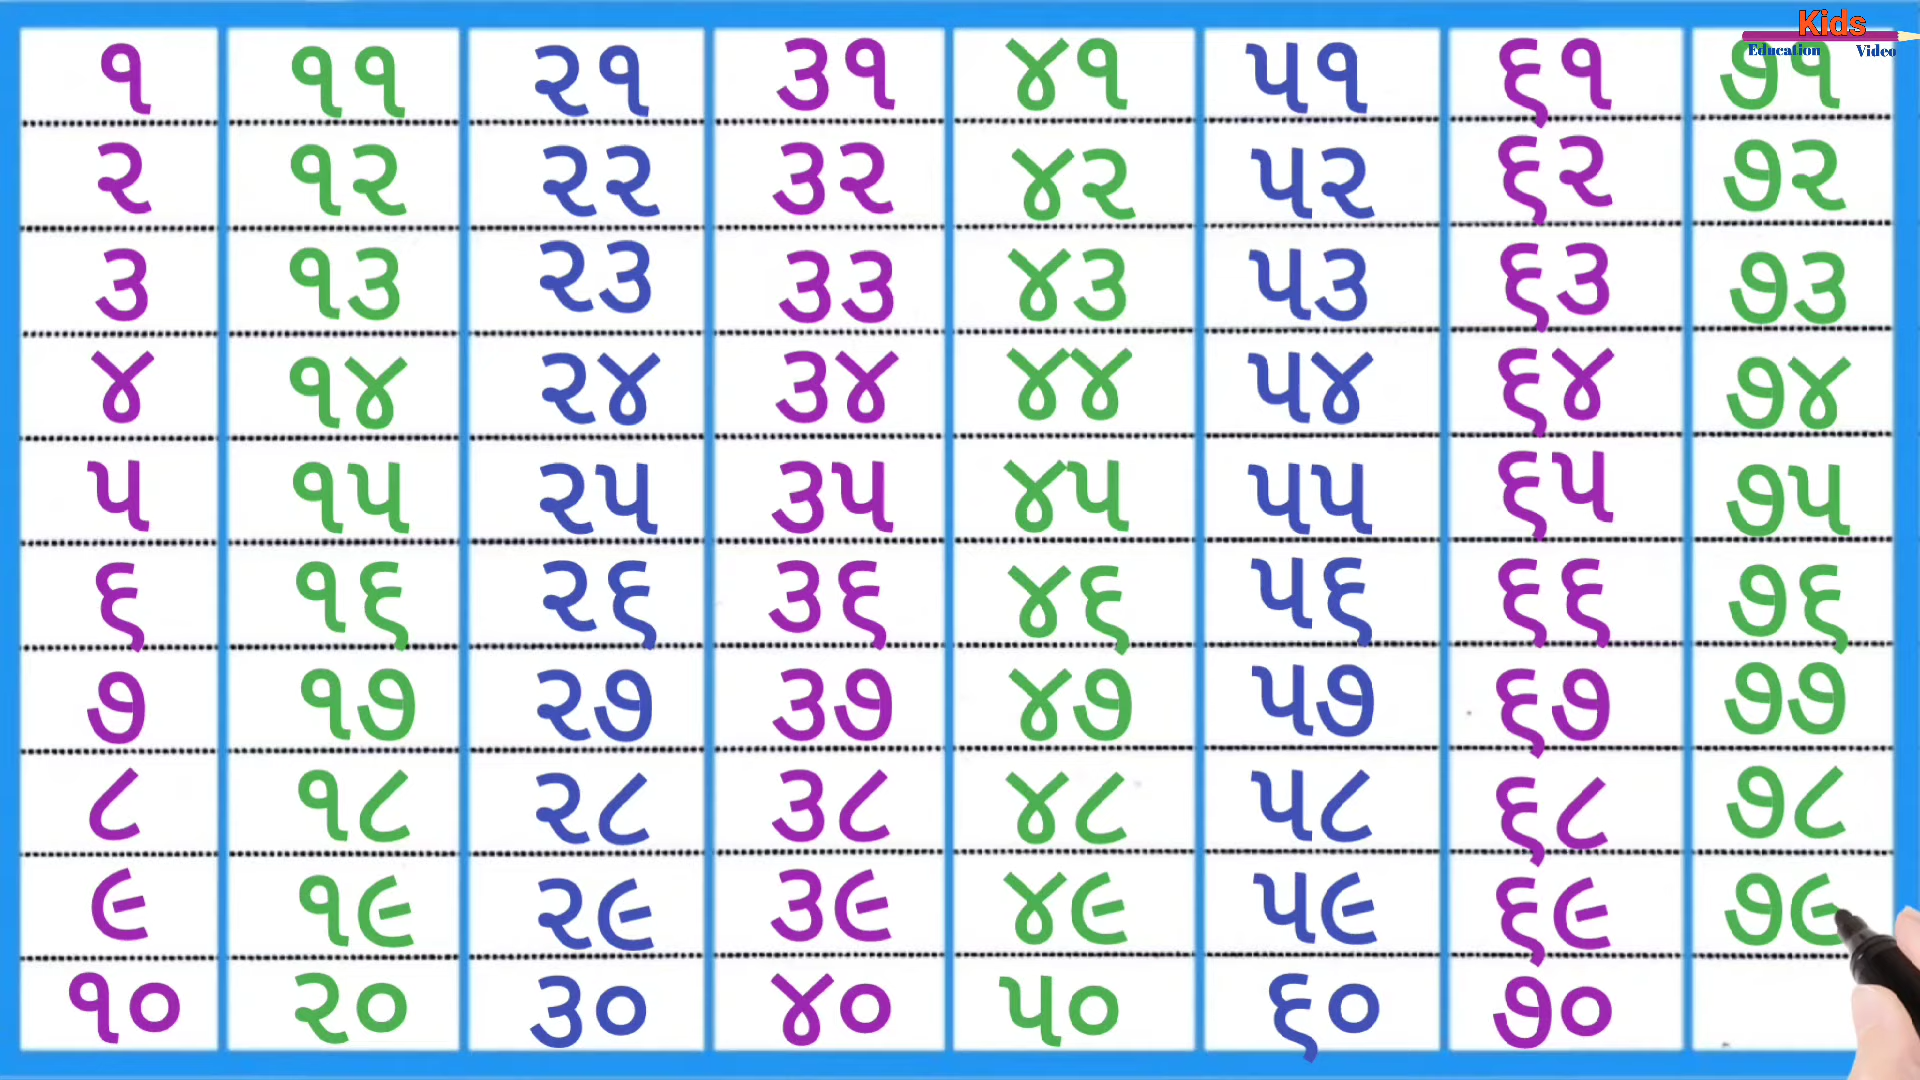 Kids
Education Video
૧ ૧૧ ૨૧ ૩૧ ૪૧ ૫૧ ૬૧ ૭૧
૨ ૧૨ ૨૨ ૩૨ ૪૨ ૫૨ ૬૨ ૭૨
૩ ૧૩ ૨૩ ૩૩ ૪૩ ૫૩ ૬૩ ૭૩
૪ ૧૪ ૨૪ ૩૪ ૪૪ ૫૪ ૬૪ ૭૪
૫ ૧૫ ૨૫ ૩૫ ૪૫ ૫૫ ૬૫ ૭૫
૬ ૧૬ ૨૬ ૩૬ ૪૬ ૫૬ ૬૬ ૭૬
૭ ૧૭ ૨૭ ૩૭ ૪૭ ૫૭ ૬૭ ૭૭
૮ ૧૮ ૨૮ ૩૮ ૪૮ ૫૮ ૬૮ ૭૮
૯ ૧૯ ૨૯ ૩૯ ૪૯ ૫૯ ૬૯ ૭૯
૧૦ ૨૦ ૩૦ ૪૦ ૫૦ ૬૦ ૭૦